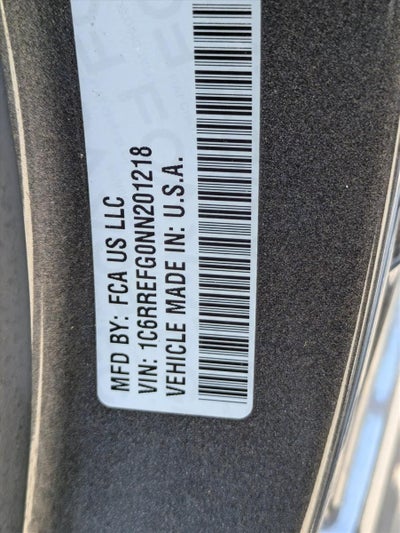 MFD BY: FCA US LLC
VIN: 1C6RREFG0NN201218
VEHICLE MADE IN: U.S.A.